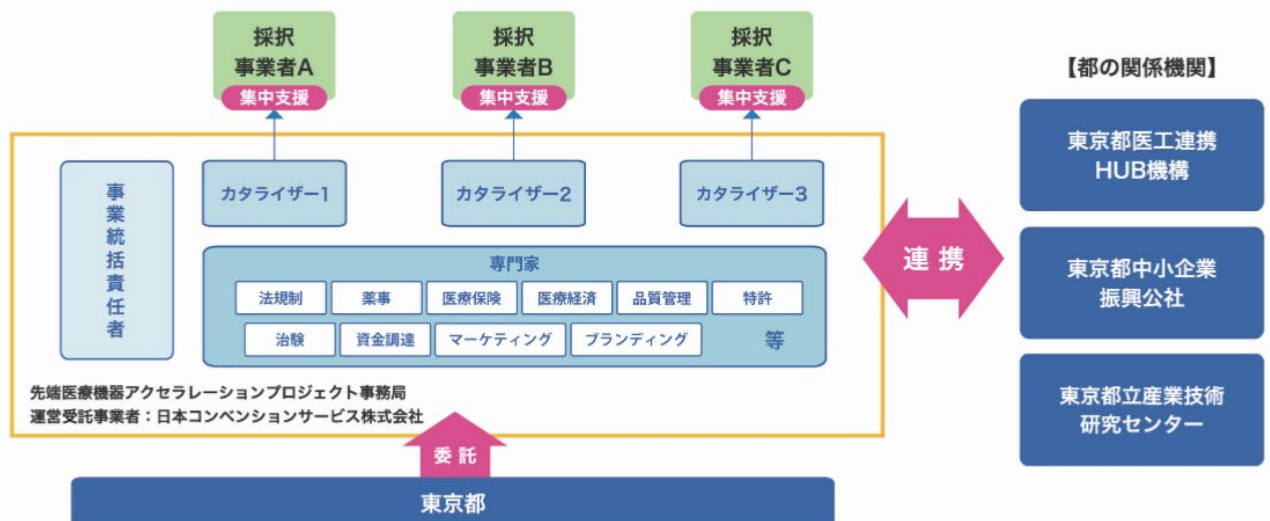 採択
事業者A
集中支援
採択
事業者B
集中支援
採択
事業者C
集中支援
【都の関係機関】
事業統括責任者
カタライザー1
カタライザー2
カタライザー3
専門家
法規制
薬事
医療保険
医療経済
品質管理
特許
治験
資金調達
マーケティング
ブランディング
等
先端医療機器アクセラレーションプロジェクト事務局
運営受託事業者：日本コンベンションサービス株式会社
連携
東京都医工連携
HUB機構
東京都中小企業
振興公社
東京都立産業技術
研究センター
委託
東京都